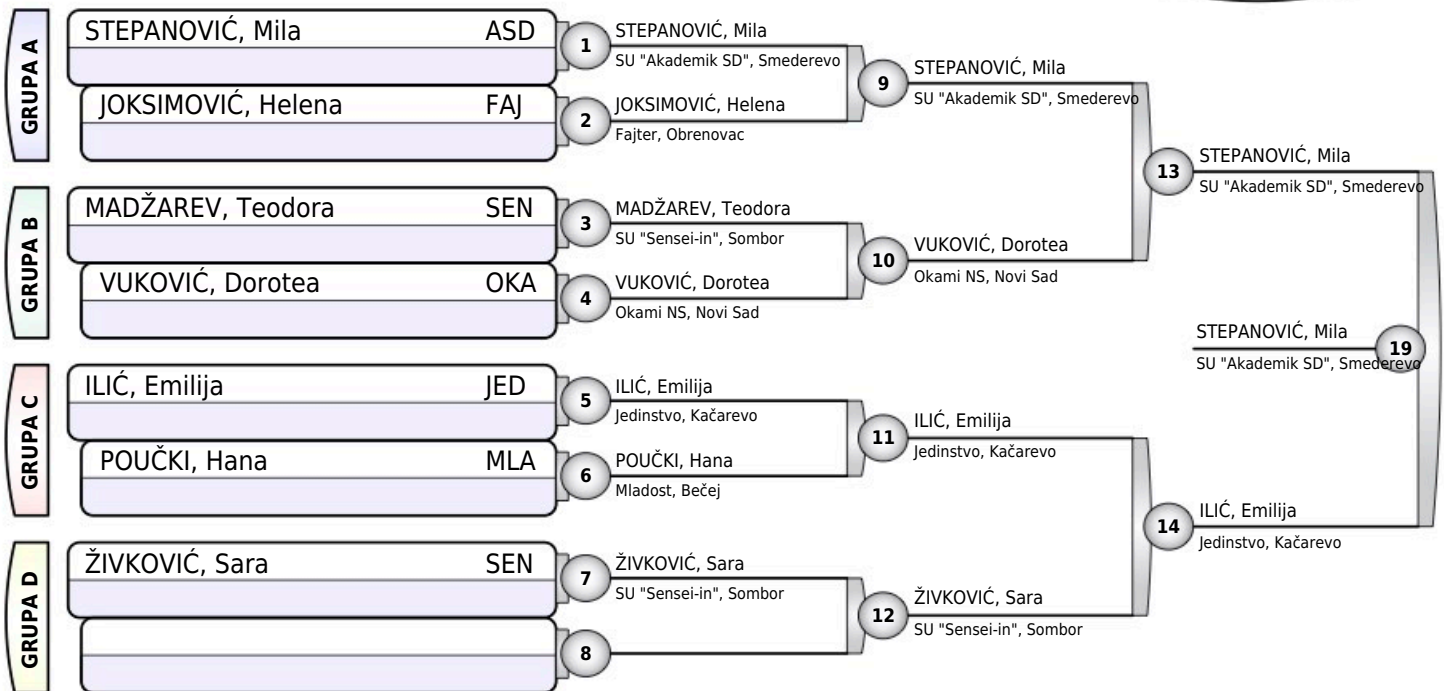 GRUPA A
STEPANOVIĆ, Mila ASD
JOKSIMOVIĆ, Helena FAJ
1
STEPANOVIĆ, Mila
SU "Akademik SD", Smederevo
2
JOKSIMOVIĆ, Helena
Fajter, Obrenovac
9
STEPANOVIĆ, Mila
SU "Akademik SD", Smederevo
GRUPA B
MADŽAREV, Teodora SEN
VUKOVIĆ, Dorotea OKA
3
MADŽAREV, Teodora
SU "Sensei-in", Sombor
4
VUKOVIĆ, Dorotea
Okami NS, Novi Sad
10
VUKOVIĆ, Dorotea
Okami NS, Novi Sad
13
STEPANOVIĆ, Mila
SU "Akademik SD", Smederevo
GRUPA C
ILIĆ, Emilija JED
POUČKI, Hana MLA
5
ILIĆ, Emilija
Jedinstvo, Kačarevo
6
POUČKI, Hana
Mladost, Bečej
11
ILIĆ, Emilija
Jedinstvo, Kačarevo
GRUPA D
ŽIVKOVIĆ, Sara SEN
7
ŽIVKOVIĆ, Sara
SU "Sensei-in", Sombor
8
12
ŽIVKOVIĆ, Sara
SU "Sensei-in", Sombor
14
ILIĆ, Emilija
Jedinstvo, Kačarevo
STEPANOVIĆ, Mila
SU "Akademik SD", Smederevo
19